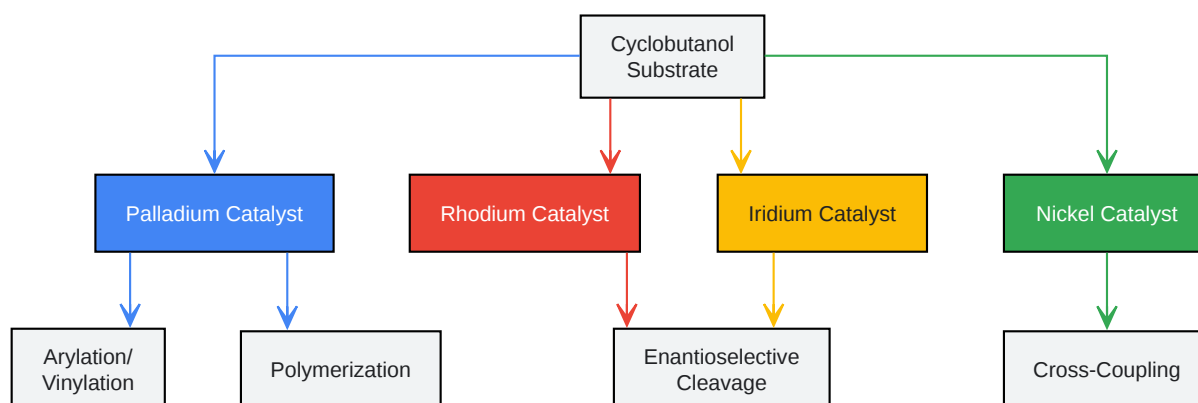 Cyclobutanol
Substrate
Palladium Catalyst
Rhodium Catalyst
Iridium Catalyst
Nickel Catalyst
Arylation/
Vinylation
Polymerization
Enantioselective
Cleavage
Cross-Coupling